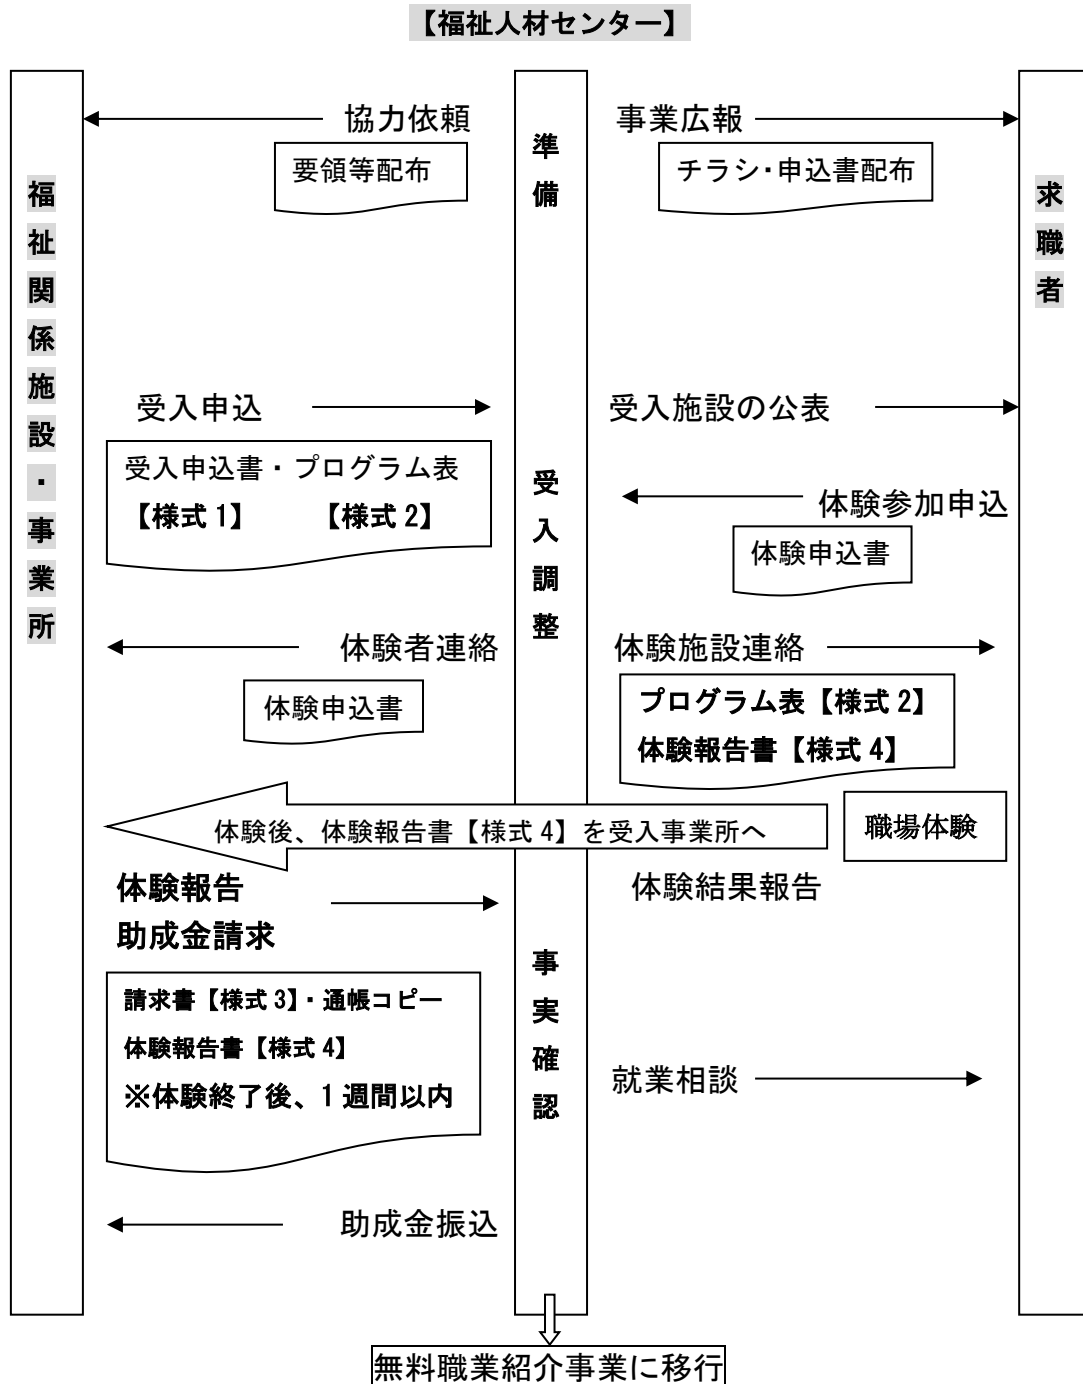 【福祉人材センター】
協力依頼
事業広報
要領等配布
チラシ・申込書配布
準備
福祉関係施設・事業所
求職者
受入申込
受入施設の公表
受入申込書・プログラム表
【様式1】 【様式2】
受入調整
体験参加申込
体験申込書
体験者連絡
体験施設連絡
体験申込書
プログラム表【様式2】
体験報告書【様式4】
体験後、体験報告書【様式4】を受入事業所へ
職場体験
体験報告
助成金請求
体験結果報告
請求書【様式3】・通帳コピー
体験報告書【様式4】
※体験終了後、1週間以内
事実確認
就業相談
助成金振込
無料職業紹介事業に移行